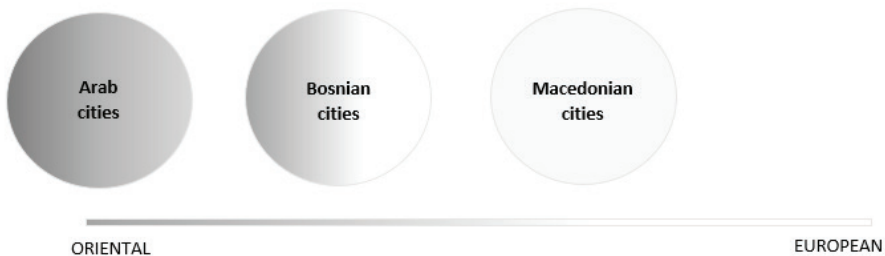 Arab
cities
Bosnian
cities
Macedonian
cities
ORIENTAL
EUROPEAN